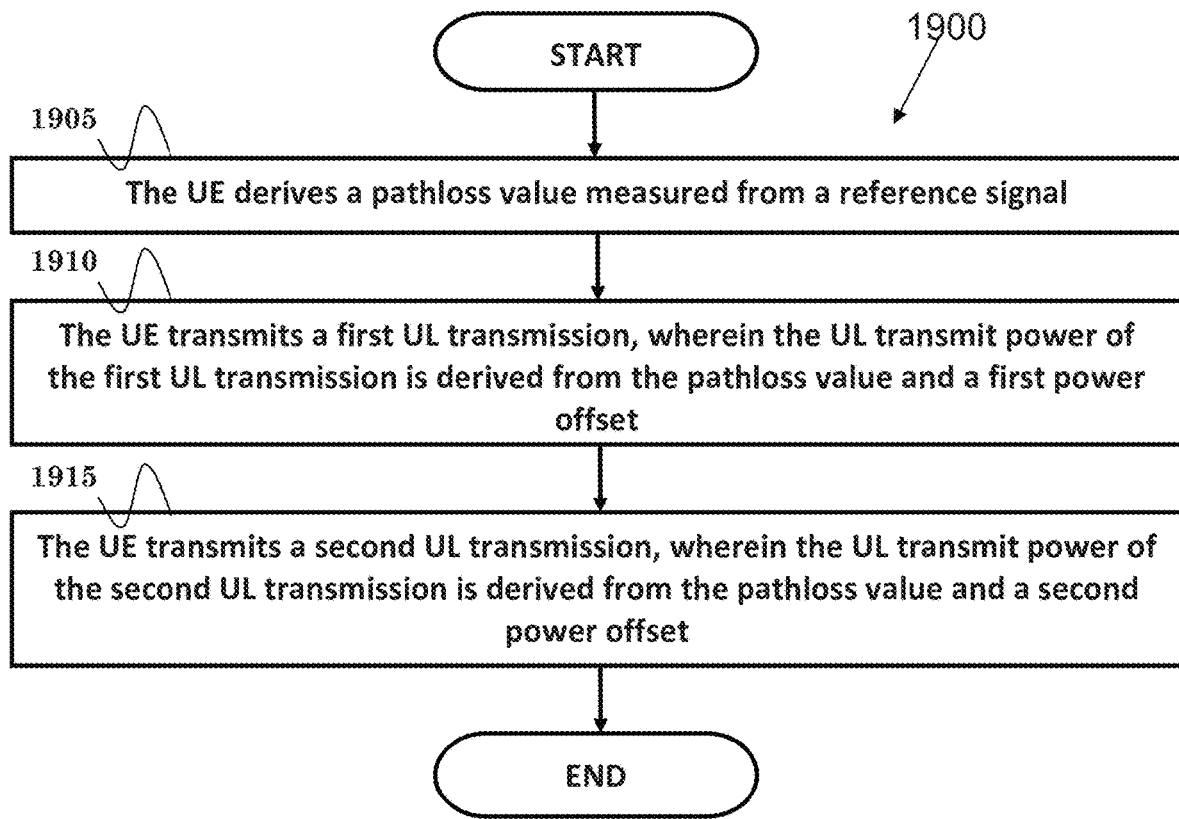 START
1900
1905
The UE derives a pathloss value measured from a reference signal
1910
The UE transmits a first UL transmission, wherein the UL transmit power of
the first UL transmission is derived from the pathloss value and a first power
offset
1915
The UE transmits a second UL transmission, wherein the UL transmit power of
the second UL transmission is derived from the pathloss value and a second
power offset
END